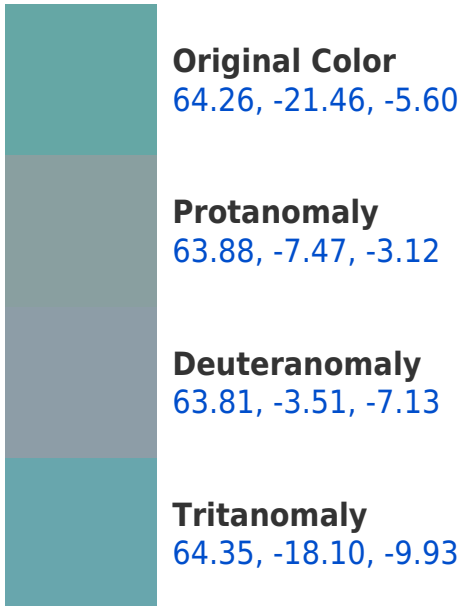 Original Color
64.26, -21.46, -5.60
Protanomaly
63.88, -7.47, -3.12
Deuteranomaly
63.81, -3.51, -7.13
Tritanomaly
64.35, -18.10, -9.93